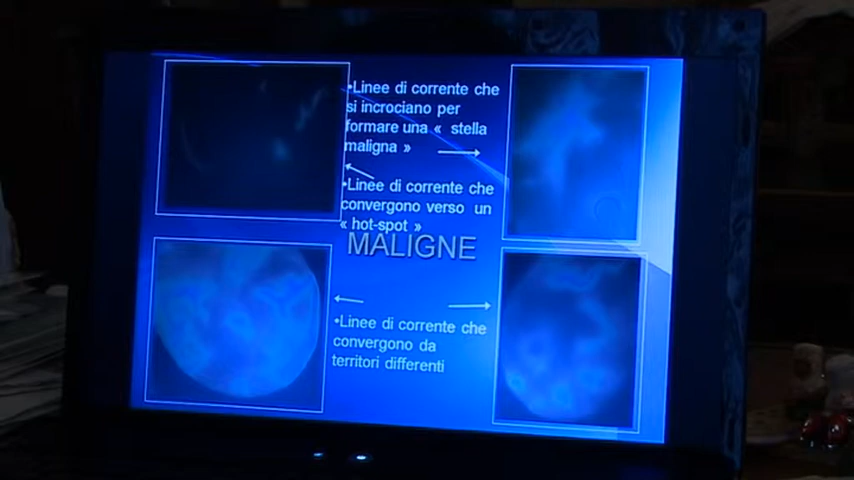 •Linee di corrente che
si incrociano per
formare una « stella
maligna »
•Linee di corrente che
convergono verso un
« hot-spot »
MALIGNE
•Linee di corrente che
convergono da
territori differenti